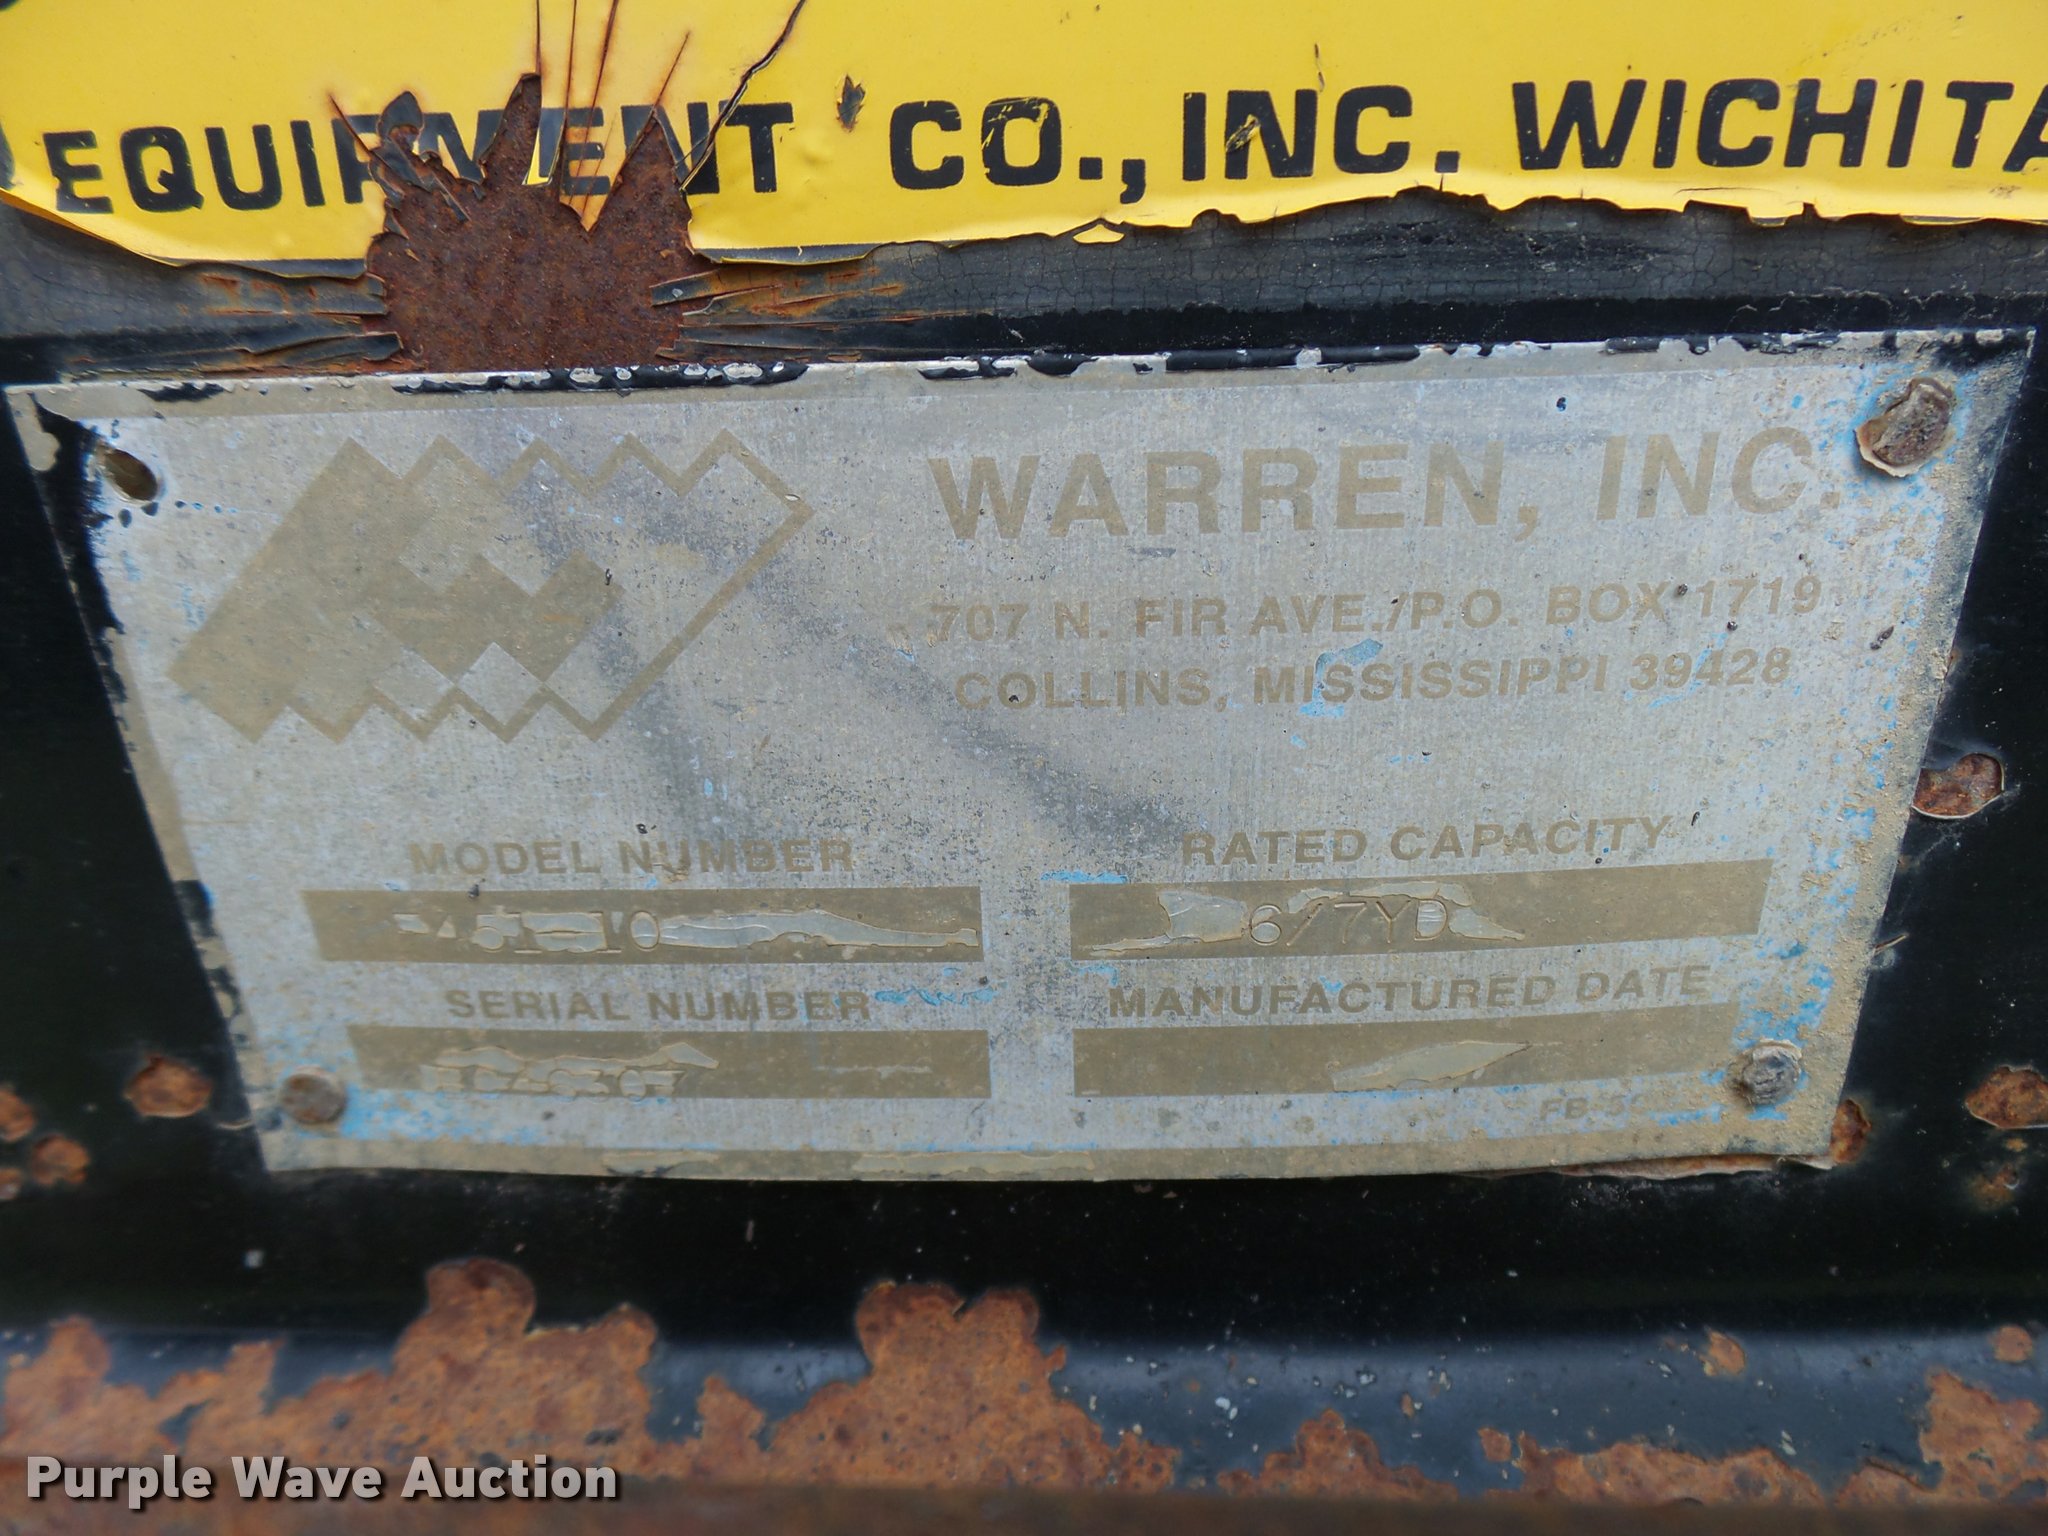 EQUIPMENT CO., INC. WICHITA
WARREN, INC.
707 N. FIR AVE./P.O. BOX 1719
COLLINS, MISSISSIPPI 39428
MODEL NUMBER
RATED CAPACITY
6/7YD
SERIAL NUMBER
MANUFACTURED DATE
Purple Wave Auction